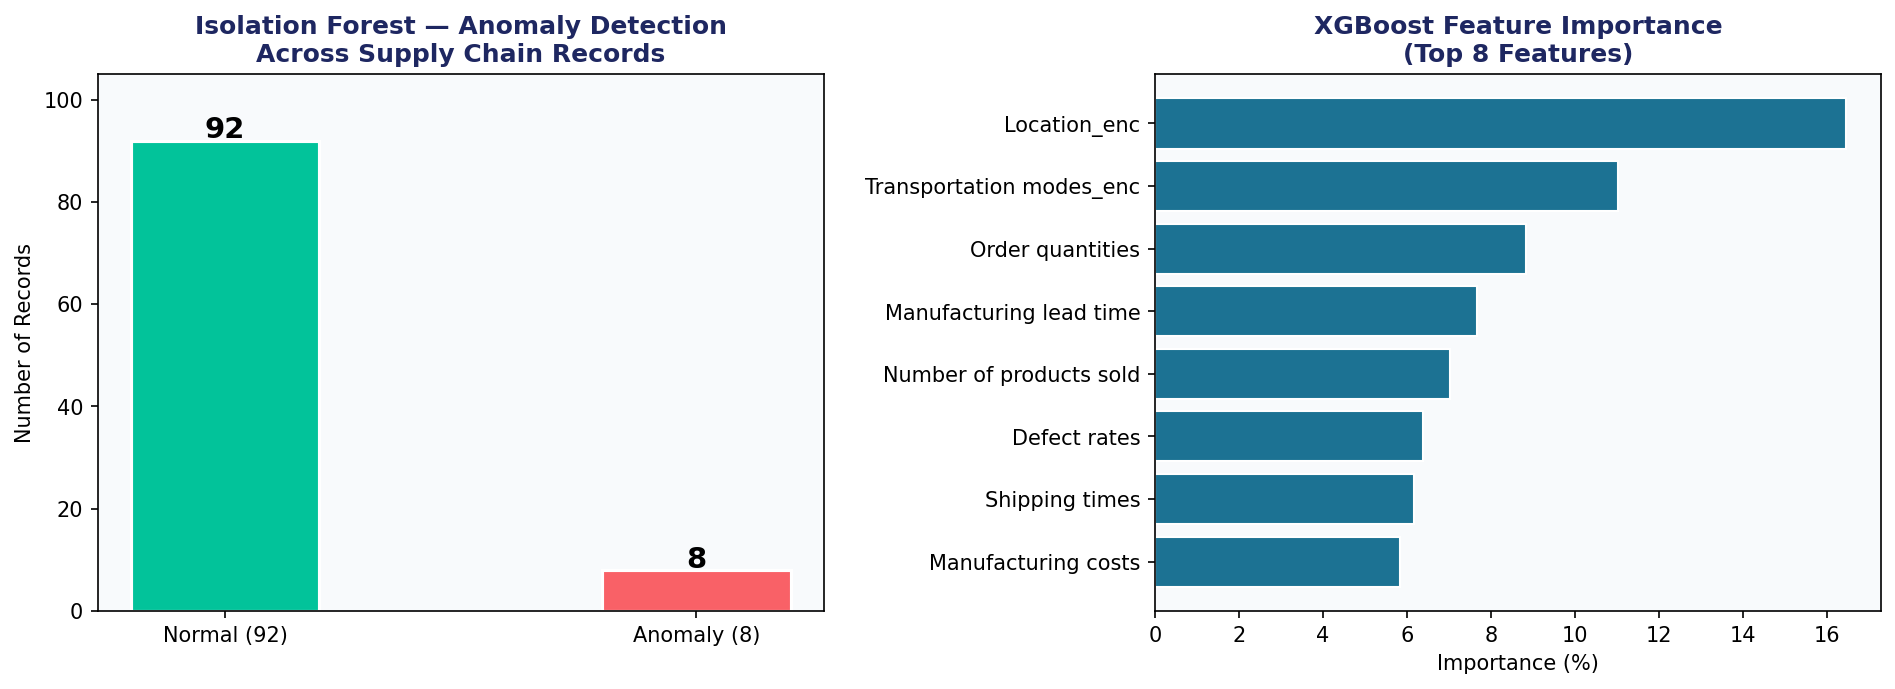 Isolation Forest — Anomaly Detection
Across Supply Chain Records
Number of Records
100
80
60
40
20
0
92
8
Normal (92)
Anomaly (8)
XGBoost Feature Importance
(Top 8 Features)
Location_enc
Transportation modes_enc
Order quantities
Manufacturing lead time
Number of products sold
Defect rates
Shipping times
Manufacturing costs
0 2 4 6 8 10 12 14 16
Importance (%)